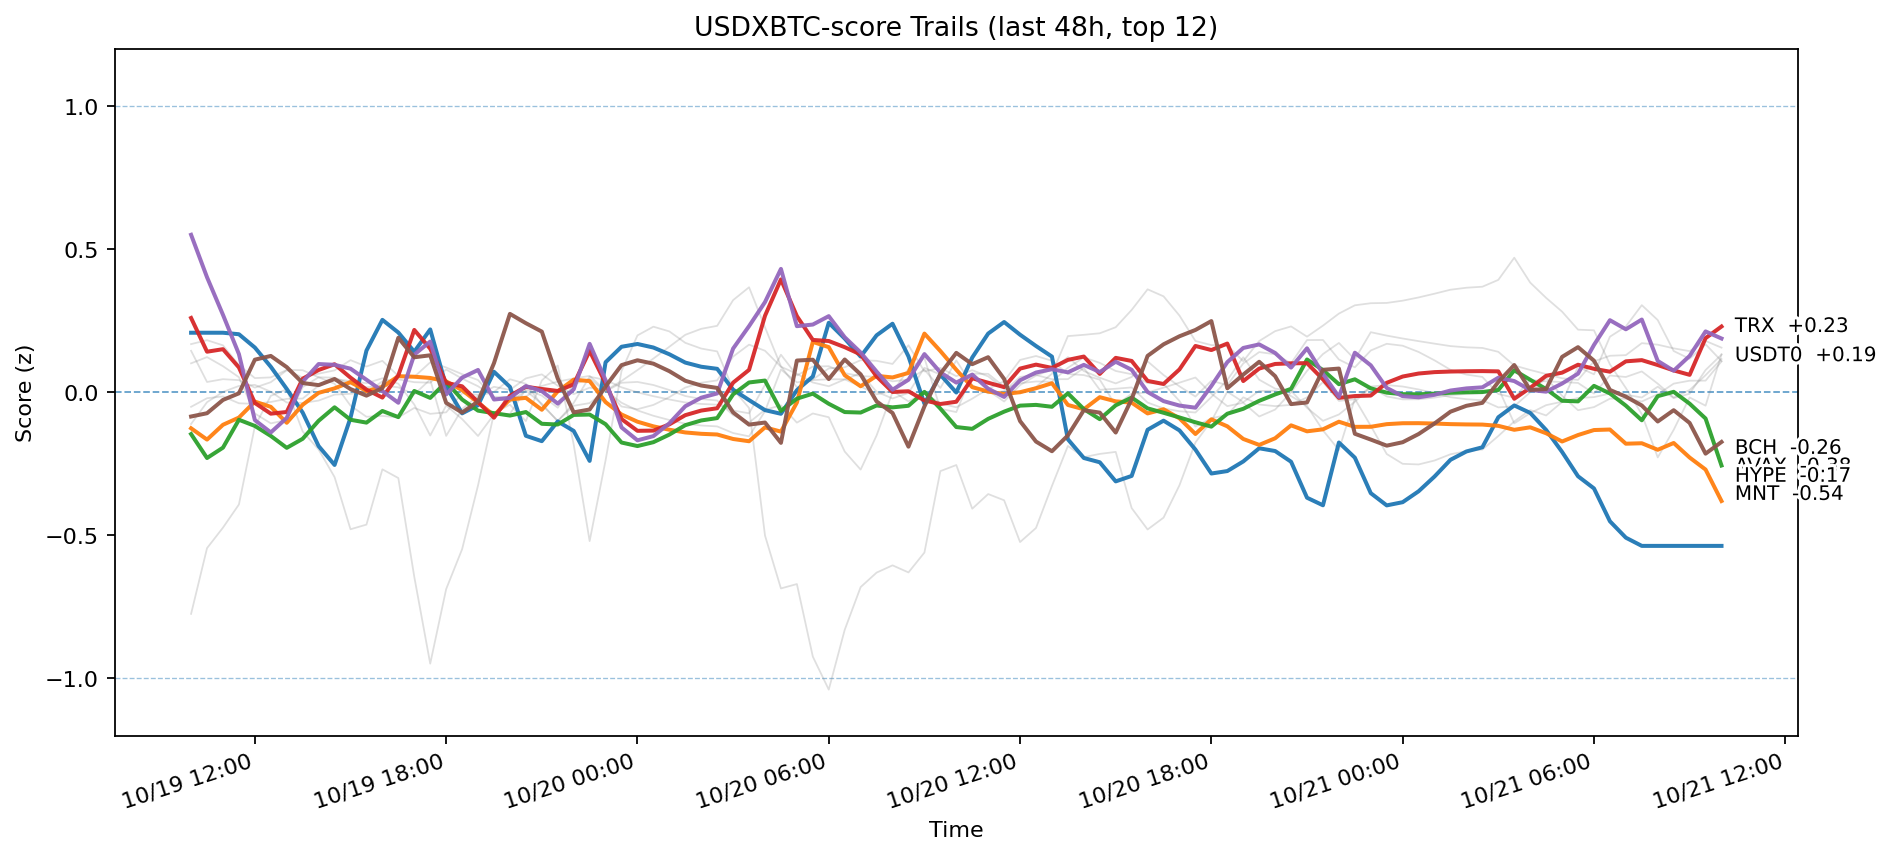 USDXBTC-score Trails (last 48h, top 12)
Score (z)
1.0
0.5
0.0
−0.5
−1.0
TRX +0.23
USDT0 +0.19
BCH -0.26
HYPE -0.17
MNT -0.54
10/19 12:00
10/19 18:00
10/20 00:00
10/20 06:00
10/20 12:00
10/20 18:00
10/21 00:00
10/21 06:00
10/21 12:00
Time